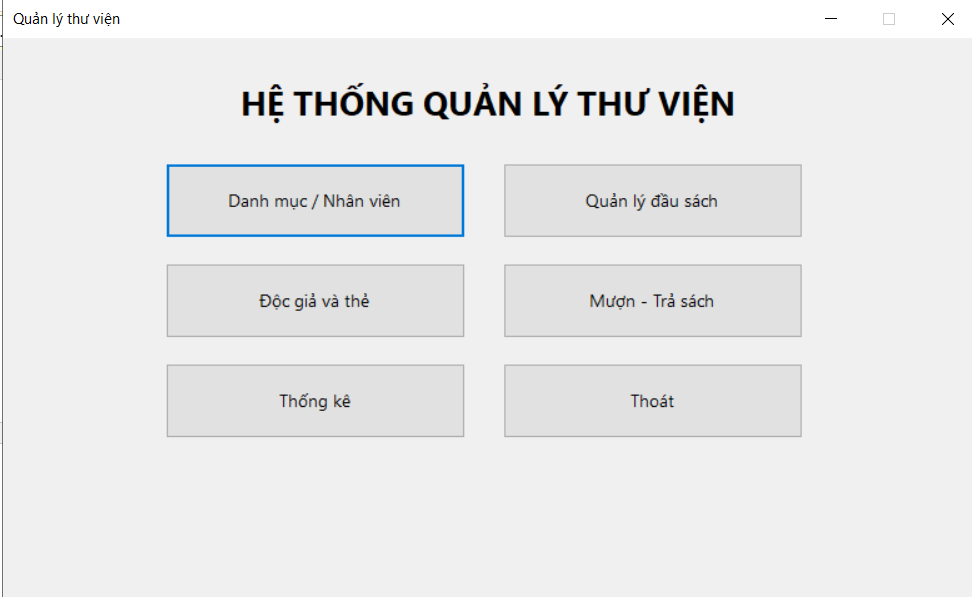 Quản lý thư viện
HỆ THỐNG QUẢN LÝ THƯ VIỆN
Danh mục / Nhân viên
Quản lý đầu sách
Độc giả và thẻ
Mượn - Trả sách
Thống kê
Thoát